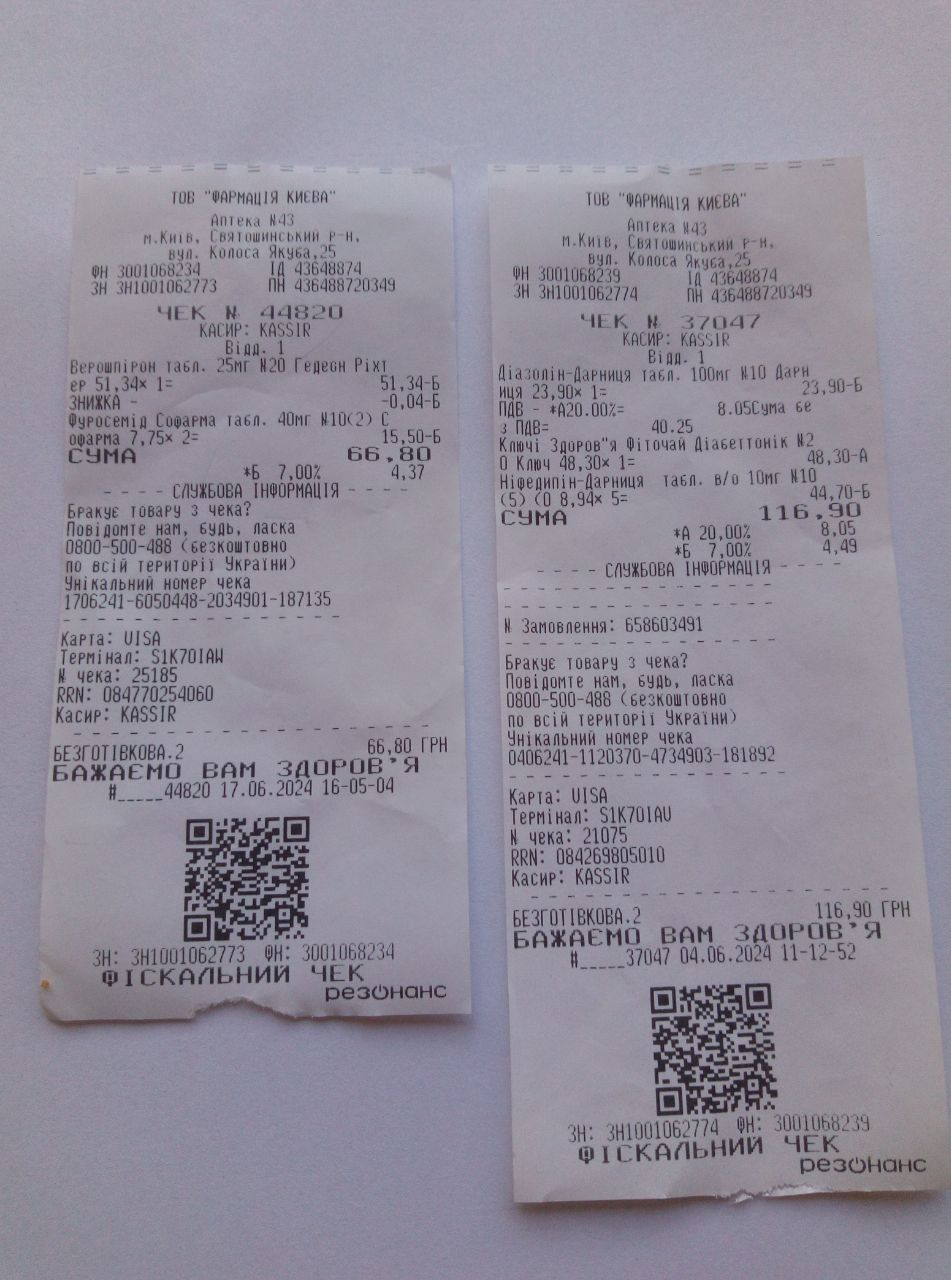 ТОВ "ФАРМАЦІЯ КИЄВА"
Аптека №43
м.Київ, Святошинський р-н,
вул. Колоса Якуба,25
ФН 3001068234 ІД 43648874
ЗН ЗН1001062773 ПН 436488720349
ЧЕК № 44820
КАСИР: KASSIR
Відд. 1
Верошпірон табл. 25мг N20 Гедеон Ріхт
ер 51,34× 1= 51,34-Б
ЗНИЖКА - -0,04-Б
Фуросемід Софарма табл. 40мг N10(2) С
офарма 7,75× 2= 15,50-Б
СУМА 66,80
*Б 7,00% 4,37
- - - - СЛУЖБОВА ІНФОРМАЦІЯ - - - -
Бракує товару з чека?
Повідомте нам, будь, ласка
0800-500-488 (безкоштовно
по всій території України)
Унікальний номер чека
1706241-6050448-2034901-187135
Карта: VISA
Термінал: S1K70IAW
N чека: 25185
RRN: 084770254060
Касир: KASSIR
БЕЗГОТІВКОВА.2 66,80 ГРН
БАЖАЄМО ВАМ ЗДОРОВ'Я
#_____44820 17.06.2024 16-05-04
ЗН: ЗН1001062773 ФН: 3001068234
ФІСКАЛЬНИЙ ЧЕК
резонанс
ТОВ "ФАРМАЦІЯ КИЄВА"
Аптека №43
м.Київ, Святошинський р-н,
вул. Колоса Якуба,25
ФН 3001068239 ІД 43648874
ЗН ЗН1001062774 ПН 436488720349
ЧЕК № 37047
КАСИР: KASSIR
Відд. 1
Діазолін-Дарниця табл. 100мг N10 Дарн
иця 23,90× 1= 23,90-Б
ПДВ - *А20.00%= 8.05Сума бе
з ПДВ= 40.25
Ключі Здоров"я Фіточай Діабеттонік N2
0 Ключ 48,30× 1= 48,30-А
Ніфедипін-Дарниця табл. в/о 10мг N10
(5) (0 8,94× 5= 44,70-Б
СУМА 116,90
*А 20,00% 8,05
*Б 7,00% 4,49
- - - - СЛУЖБОВА ІНФОРМАЦІЯ - - - -
N Замовлення: 658603491
Бракує товару з чека?
Повідомте нам, будь, ласка
0800-500-488 (безкоштовно
по всій території України)
Унікальний номер чека
0406241-1120370-4734903-181892
Карта: VISA
Термінал: S1K70IAU
N чека: 21075
RRN: 084269805010
Касир: KASSIR
БЕЗГОТІВКОВА.2 116,90 ГРН
БАЖАЄМО ВАМ ЗДОРОВ'Я
#_____37047 04.06.2024 11-12-52
ЗН: ЗН1001062774 ФН: 3001068239
ФІСКАЛЬНИЙ ЧЕК
резонанс